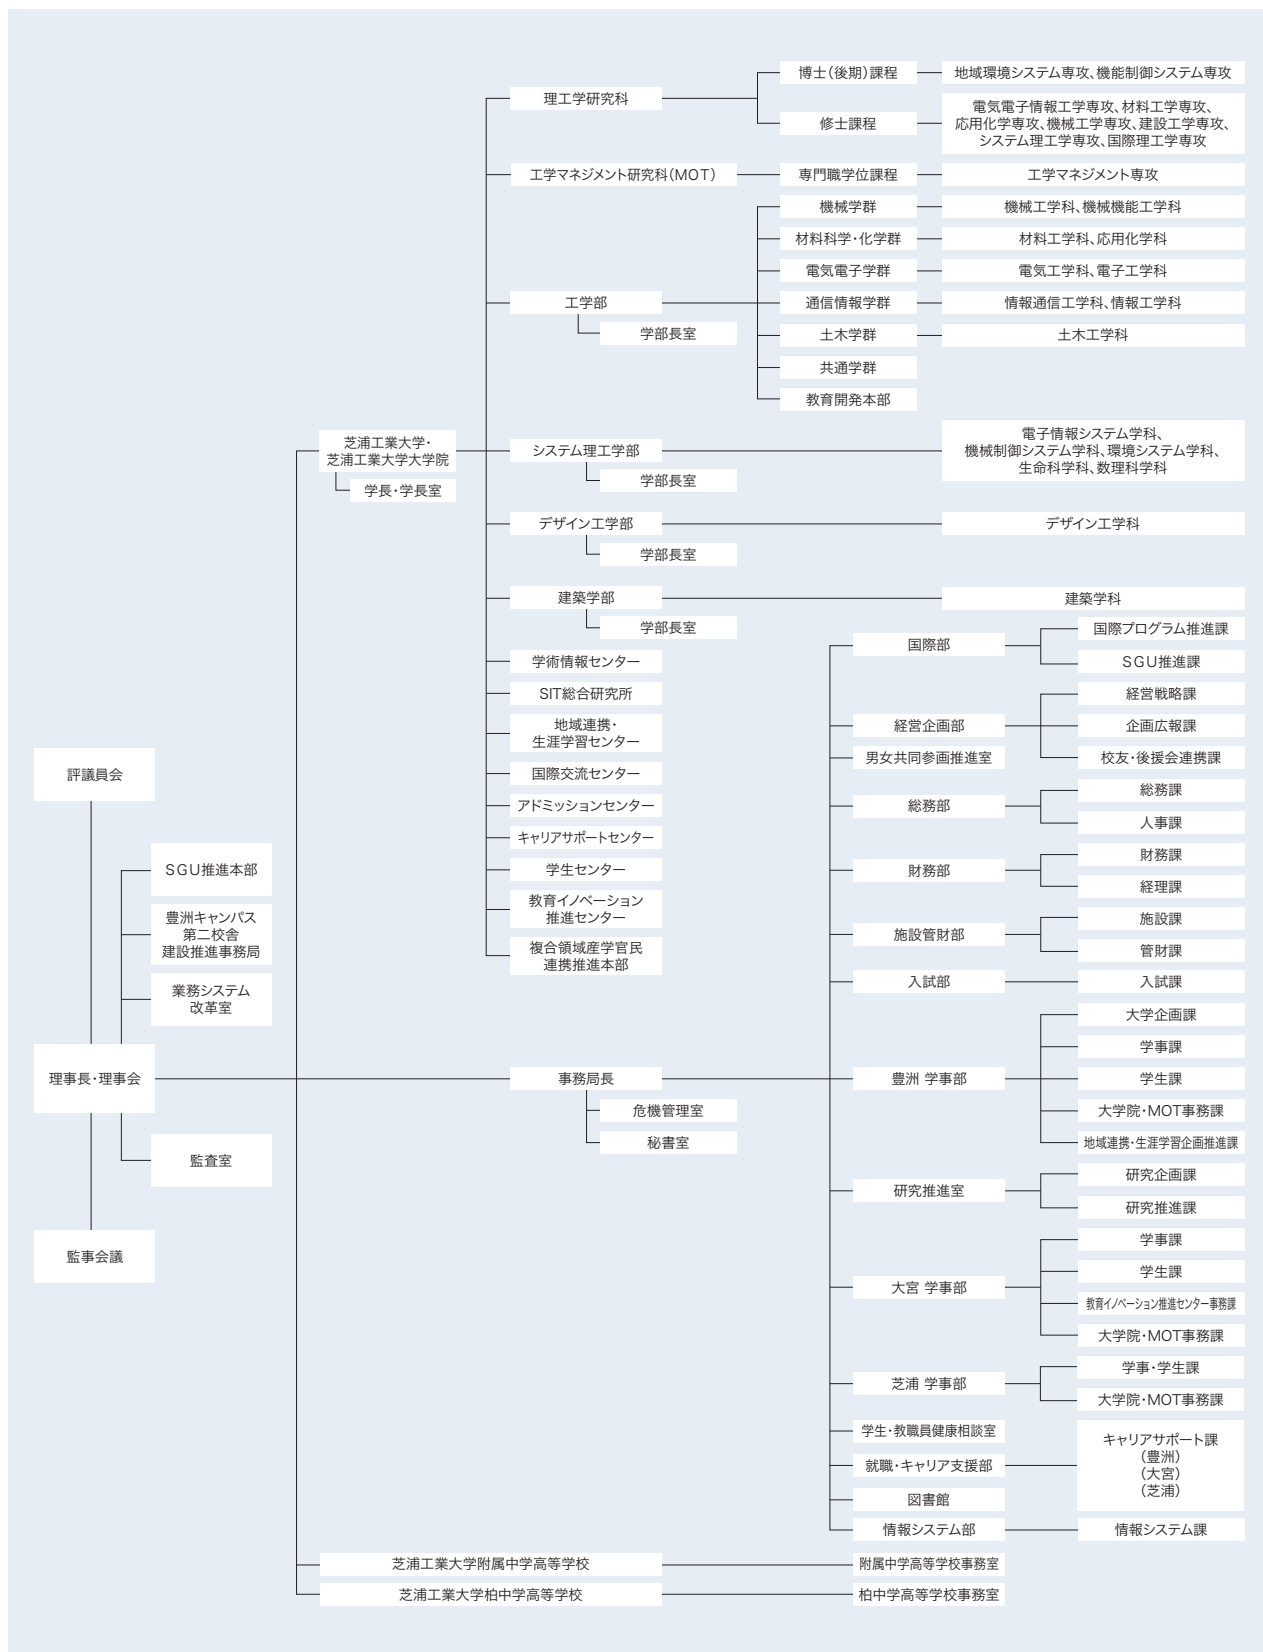 博士(後期)課程
地域環境システム専攻、機能制御システム専攻
理工学研究科
修士課程
電気電子情報工学専攻、材料工学専攻、
応用化学専攻、機械工学専攻、建設工学専攻、
システム理工学専攻、国際理工学専攻
工学マネジメント研究科(MOT)
専門職学位課程
工学マネジメント専攻
機械学群
機械工学科、機械機能工学科
材料科学・化学群
材料工学科、応用化学科
電気電子学群
電気工学科、電子工学科
工学部
学部長室
通信情報学群
情報通信工学科、情報工学科
土木学群
土木工学科
共通学群
教育開発本部
芝浦工業大学・
芝浦工業大学大学院
学長・学長室
システム理工学部
学部長室
電子情報システム学科、
機械制御システム学科、環境システム学科、
生命科学科、数理科学科
デザイン工学部
学部長室
デザイン工学科
建築学部
学部長室
建築学科
学術情報センター
SIT総合研究所
地域連携・
生涯学習センター
国際交流センター
アドミッションセンター
キャリアサポートセンター
学生センター
教育イノベーション
推進センター
複合領域産学官民
連携推進本部
評議員会
SGU推進本部
豊洲キャンパス
第二校舎
建設推進事務局
業務システム
改革室
理事長・理事会
監査室
監事会議
事務局長
危機管理室
秘書室
国際部
国際プログラム推進課
SGU推進課
経営企画部
経営戦略課
企画広報課
校友・後援会連携課
男女共同参画推進室
総務部
総務課
人事課
財務部
財務課
経理課
施設管財部
施設課
管財課
入試部
入試課
豊洲 学事部
大学企画課
学事課
学生課
大学院・MOT事務課
地域連携・生涯学習企画推進課
研究推進室
研究企画課
研究推進課
大宮 学事部
学事課
学生課
教育イノベーション推進センター事務課
大学院・MOT事務課
芝浦 学事部
学事・学生課
大学院・MOT事務課
学生・教職員健康相談室
就職・キャリア支援部
キャリアサポート課
(豊洲)
(大宮)
(芝浦)
図書館
情報システム部
情報システム課
芝浦工業大学附属中学高等学校
附属中学高等学校事務室
芝浦工業大学柏中学高等学校
柏中学高等学校事務室